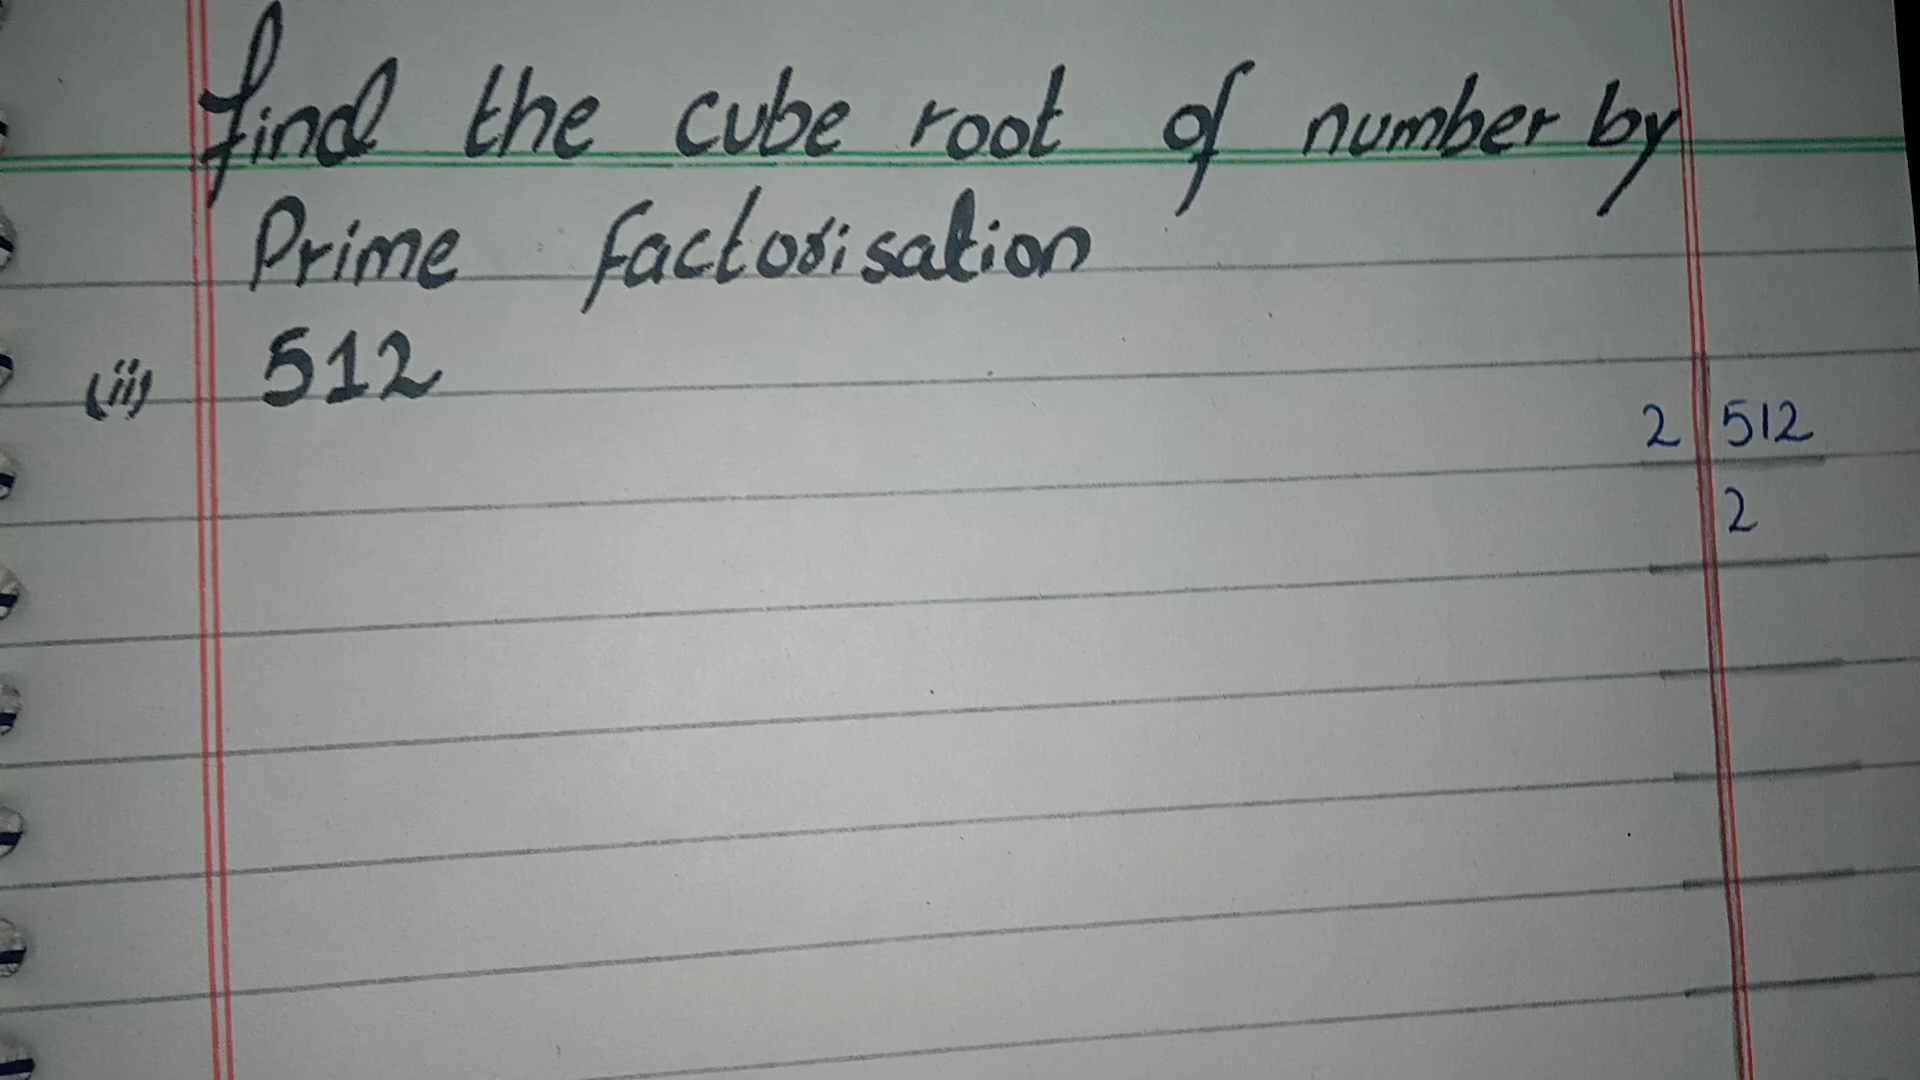 find the cube root of number by
Prime factorisation
(ii) 512
2 512
2